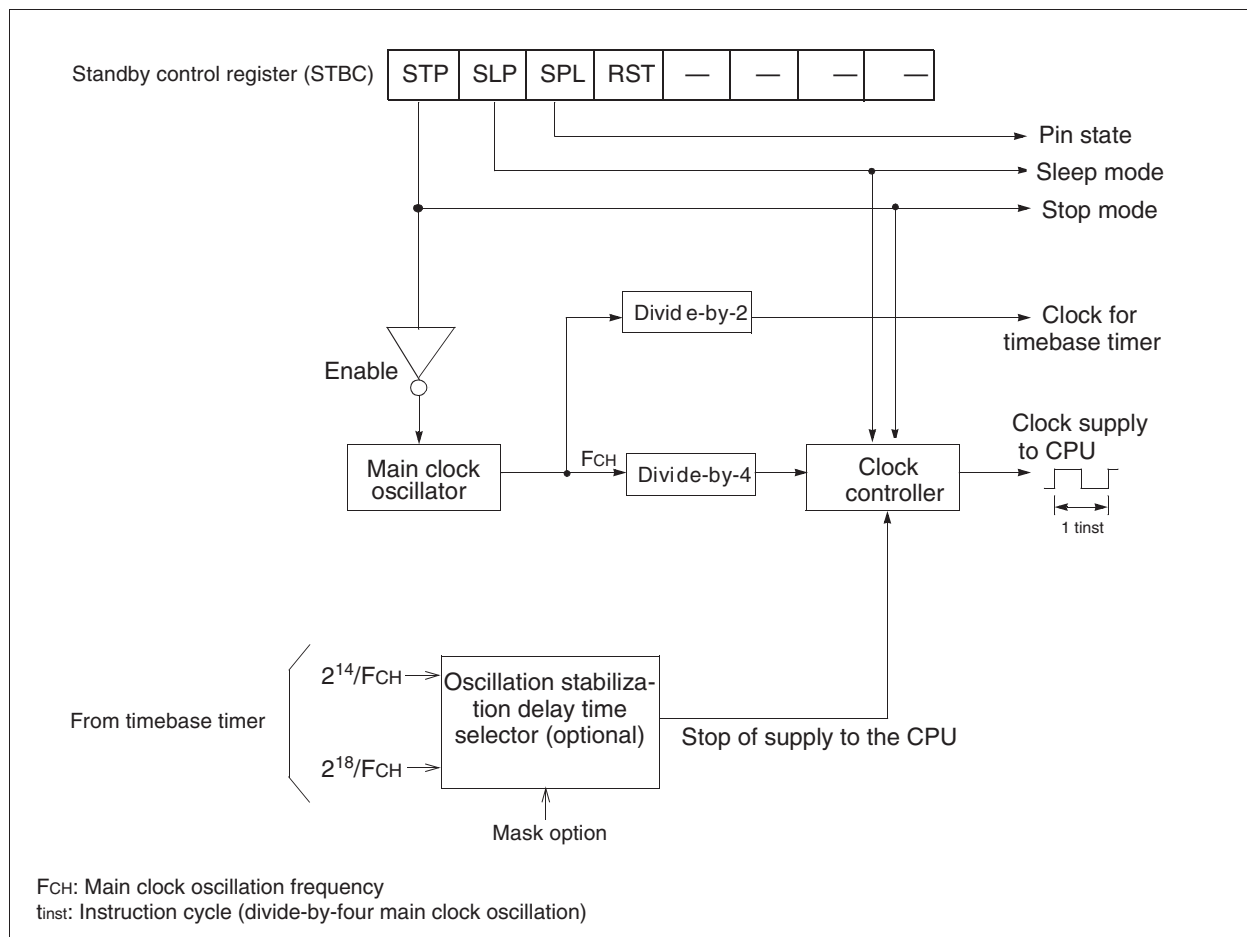 Standby control register (STBC) STP SLP SPL RST — — — —
Pin state
Sleep mode
Stop mode
Divid e-by-2
Clock for
timebase timer
Enable
Clock supply
to CPU
Main clock
oscillator
FCH
Divide-by-4
Clock
controller
1 tinst
From timebase timer
2^14/FCH
2^18/FCH
Oscillation stabiliza-
tion delay time
selector (optional)
Stop of supply to the CPU
Mask option
FCH: Main clock oscillation frequency
tinst: Instruction cycle (divide-by-four main clock oscillation)